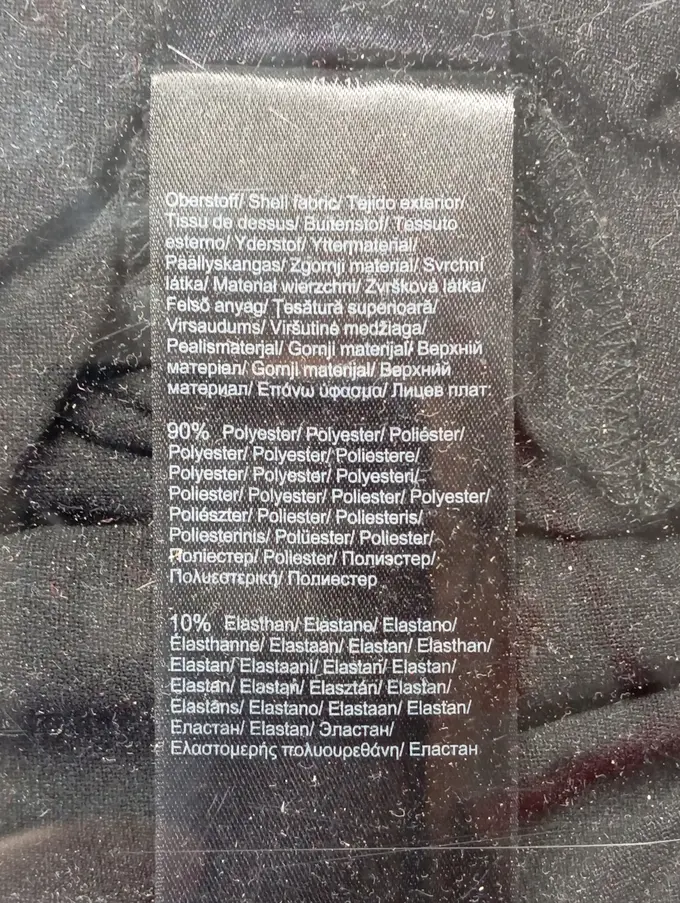 Oberstoff/ Shell fabric/ Tejido exterior/
Tissu de dessus/ Buitenstof/ Tessuto
esterno/ Yderstof/ Yttermaterial/
Päällyskangas/ Zgornji material/ Svrchní
látka/ Materiał wierzchni/ Zvršková látka/
Felső anyag/ Țesătură superioară/
Virsaudums/ Viršutinė medžiaga/
Pealismaterjal/ Gornji materijal/ Верхній
матеріел/ Gornji materijal/ Верхний
материал/ Επάνω ύφασμα/ Лицев плат
90% Polyester/ Polyester/ Poliéster/
Polyester/ Polyester/ Poliestere/
Polyester/ Polyester/ Polyesteri/
Poliester/ Polyester/ Poliester/ Polyester/
Poliészter/ Poliester/ Poliesteris/
Poliesterinis/ Polüester/ Poliester/
Поліестер/ Poliester/ Полиэстер/
Πολυεστερική/ Полиестер
10% Elasthan/ Elastane/ Elastano/
Élasthanne/ Elastaan/ Elastan/ Elasthan/
Elastan/ Elastaani/ Elastan/ Elastan/
Elastan/ Elastan/ Elasztán/ Elastan/
Elastāns/ Elastano/ Elastaan/ Elastan/
Еластан/ Elastan/ Эластан/
Ελαστομερής πολυουρεθάνη/ Еластан